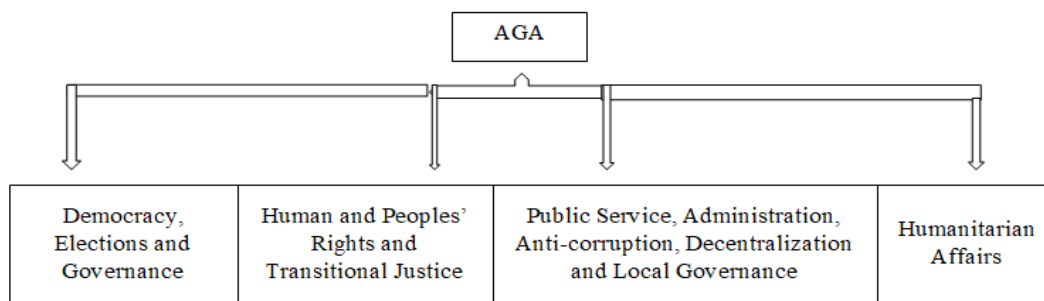 AGA
Democracy,
Elections and
Governance
Human and Peoples’
Rights and
Transitional Justice
Public Service, Administration,
Anti-corruption, Decentralization
and Local Governance
Humanitarian
Affairs